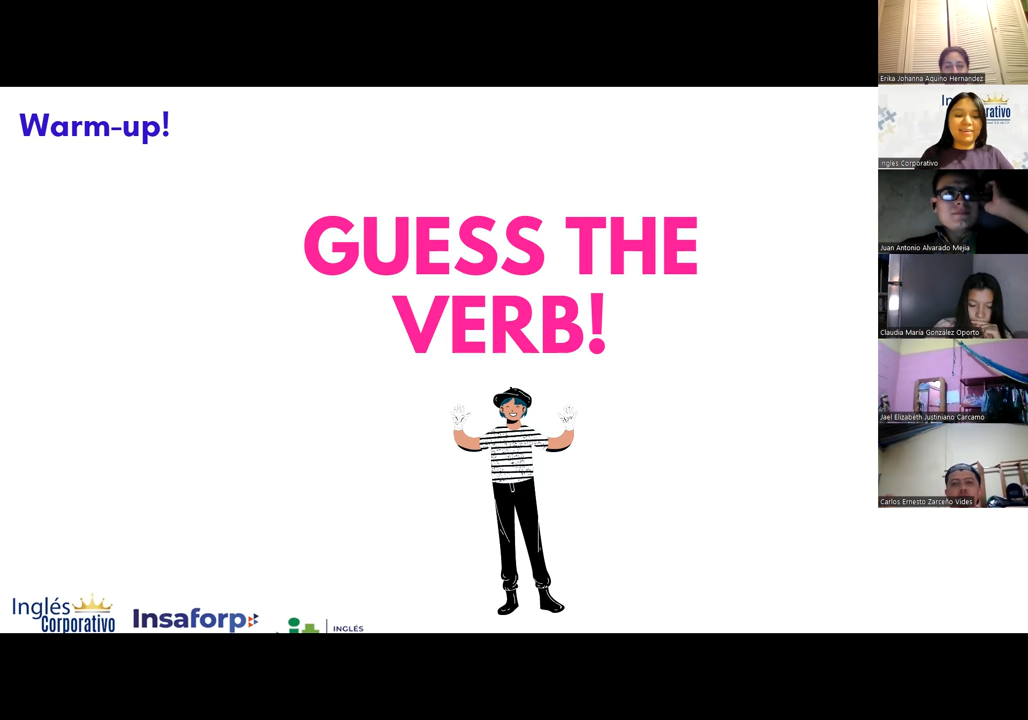 Warm-up!
GUESS THE
VERB!
Inglés
Corporativo
Insaforp
INGLÉS
Erika Johanna Aquino Hernandez
Ingles Corporativo
Juan Antonio Alvarado Mejia
Claudia María González Oporto
Jael Elizabeth Justiniano Carcamo
Carlos Ernesto Zarceño Vides